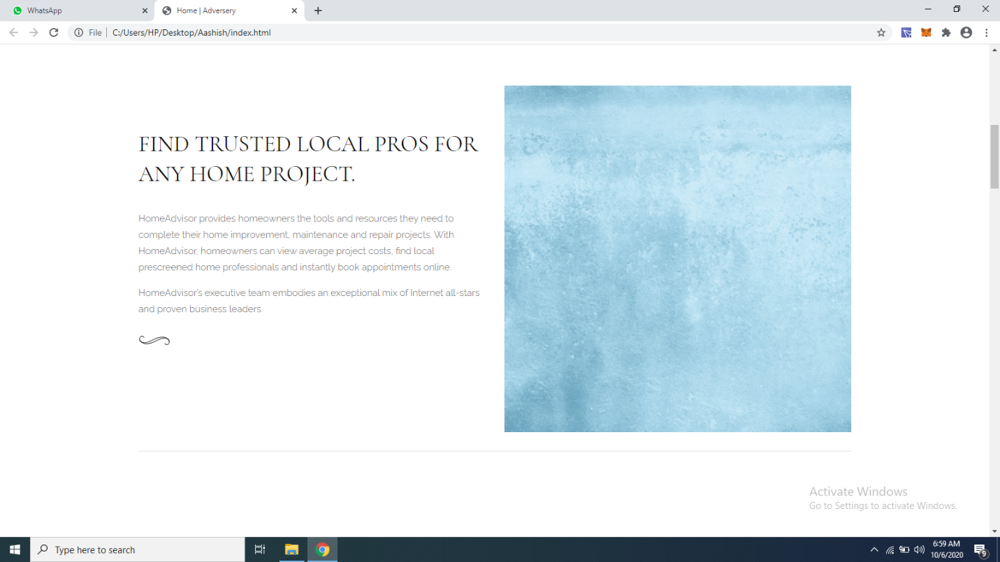 WhatsApp
Home | Adversery
File
C:/Users/HP/Desktop/Aashish/index.html
FIND TRUSTED LOCAL PROS FOR
ANY HOME PROJECT.
HomeAdvisor provides homeowners the tools and resources they need to
complete their home improvement, maintenance and repair projects. With
HomeAdvisor, homeowners can view average project costs, find local
prescreened home professionals and instantly book appointments online.
HomeAdvisor's executive team embodies an exceptional mix of Internet all-stars
and proven business leaders.
Activate Windows
Go to Settings to activate Windows.
Type here to search
6:59 AM
10/6/2020
9